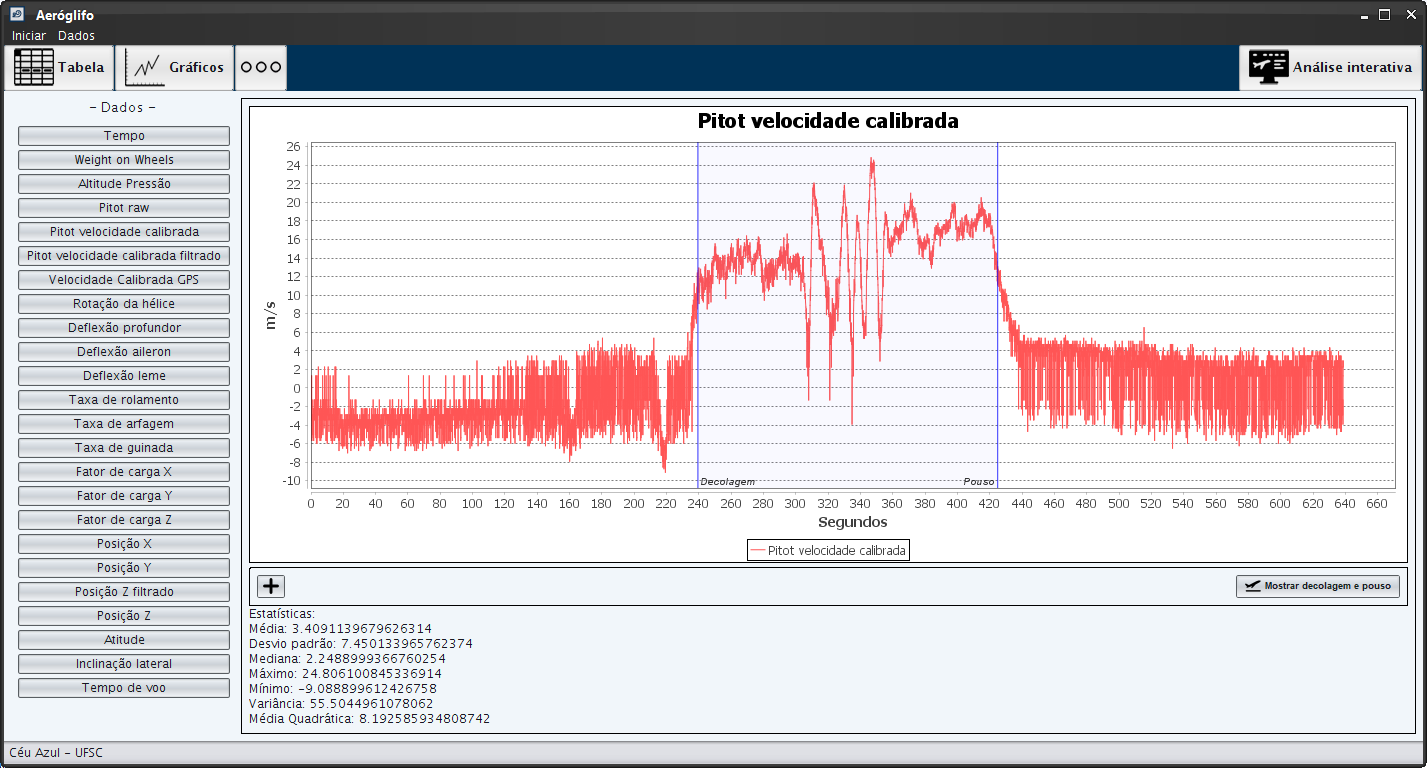 Aeróglifo
Iniciar Dados
Tabela Gráficos Análise interativa
- Dados -
Tempo
Weight on Wheels
Altitude Pressão
Pitot raw
Pitot velocidade calibrada
Pitot velocidade calibrada filtrado
Velocidade Calibrada GPS
Rotação da hélice
Deflexão profundor
Deflexão aileron
Deflexão leme
Taxa de rolamento
Taxa de arfagem
Taxa de guinada
Fator de carga X
Fator de carga Y
Fator de carga Z
Posição X
Posição Y
Posição Z filtrado
Posição Z
Atitude
Inclinação lateral
Tempo de voo
Pitot velocidade calibrada
26
24
22
20
18
16
14
12
10
8
6
4
2
0
-2
-4
-6
-8
-10
m/s
Decolagem Pouso
0 20 40 60 80 100 120 140 160 180 200 220 240 260 280 300 320 340 360 380 400 420 440 460 480 500 520 540 560 580 600 620 640 660
Segundos
Pitot velocidade calibrada
Mostrar decolagem e pouso
Estatísticas:
Média: 3.4091139679626314
Desvio padrão: 7.450133965762374
Mediana: 2.2488999366760254
Máximo: 24.806100845336914
Mínimo: -9.088899612426758
Variância: 55.5044961078062
Média Quadrática: 8.192585934808742
Céu Azul - UFSC